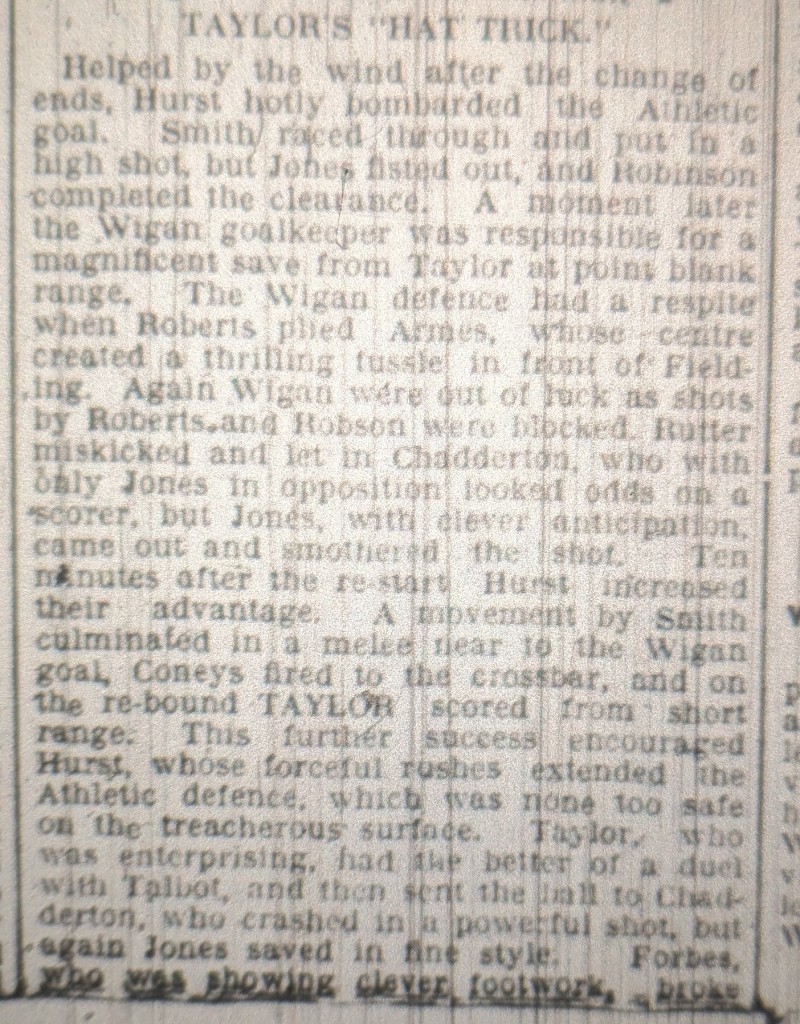 TAYLOR'S "HAT TRICK."
Helped by the wind after the change of
ends, Hurst hotly bombarded the Athletic
goal. Smith raced through and put in a
high shot, but Jones fisted out, and Robinson
completed the clearance. A moment later
the Wigan goalkeeper was responsible for a
magnificent save from Taylor at point blank
range. The Wigan defence had a respite
when Roberts plied Armes, whose centre
created a thrilling tussle in front of Field-
ing. Again Wigan were out of luck as shots
by Roberts and Robson were blocked. Rutter
miskicked and let in Chadderton, who with
only Jones in opposition looked odds on a
scorer, but Jones, with clever anticipation,
came out and smothered the shot. Ten
minutes after the re-start Hurst increased
their advantage. A movement by Smith
culminated in a melee near to the Wigan
goal, Coneys fired to the crossbar, and on
the re-bound TAYLOR scored from short
range. This further success encouraged
Hurst, whose forceful rushes extended the
Athletic defence, which was none too safe
on the treacherous surface. Taylor, who
was enterprising, had the better of a duel
with Talbot, and then sent the ball to Chad-
derton, who crashed in a powerful shot, but
again Jones saved in fine style. Forbes,
who was showing clever footwork, broke